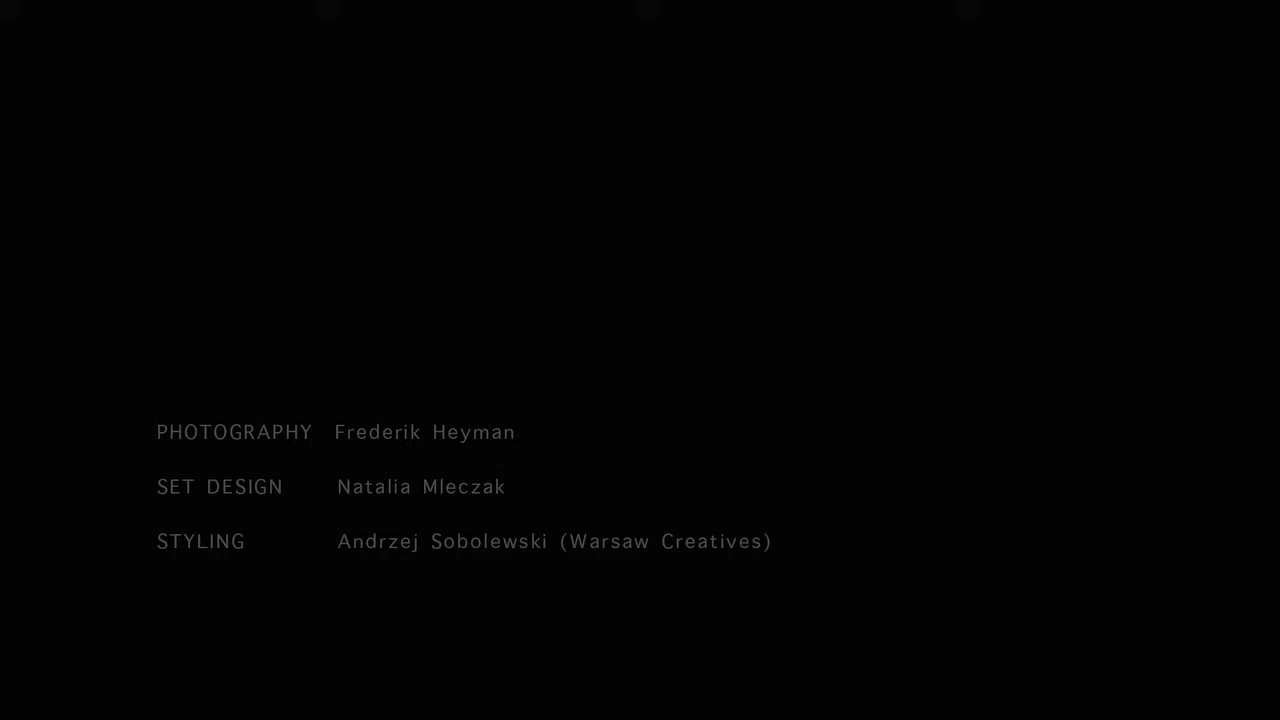 PHOTOGRAPHY Frederik Heyman
SET DESIGN Natalia Mleczak
STYLING Andrzej Sobolewski (Warsaw Creatives)